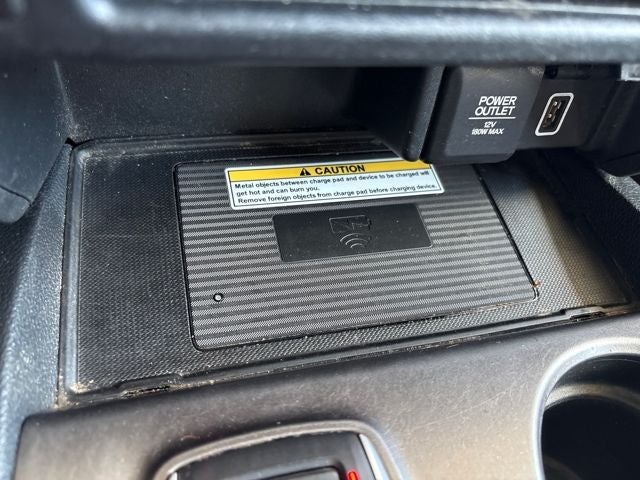 POWER
OUTLET
12V
180W MAX
CAUTION
Metal objects between charge pad and device to be charged will
get hot and can burn you.
Remove foreign objects from charge pad before charging device.